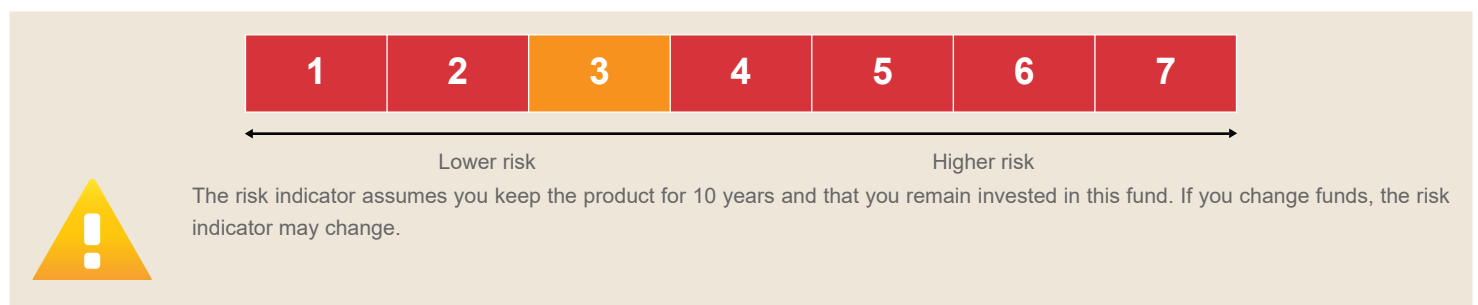 1 2 3 4 5 6 7
Lower risk Higher risk
The risk indicator assumes you keep the product for 10 years and that you remain invested in this fund. If you change funds, the risk
indicator may change.